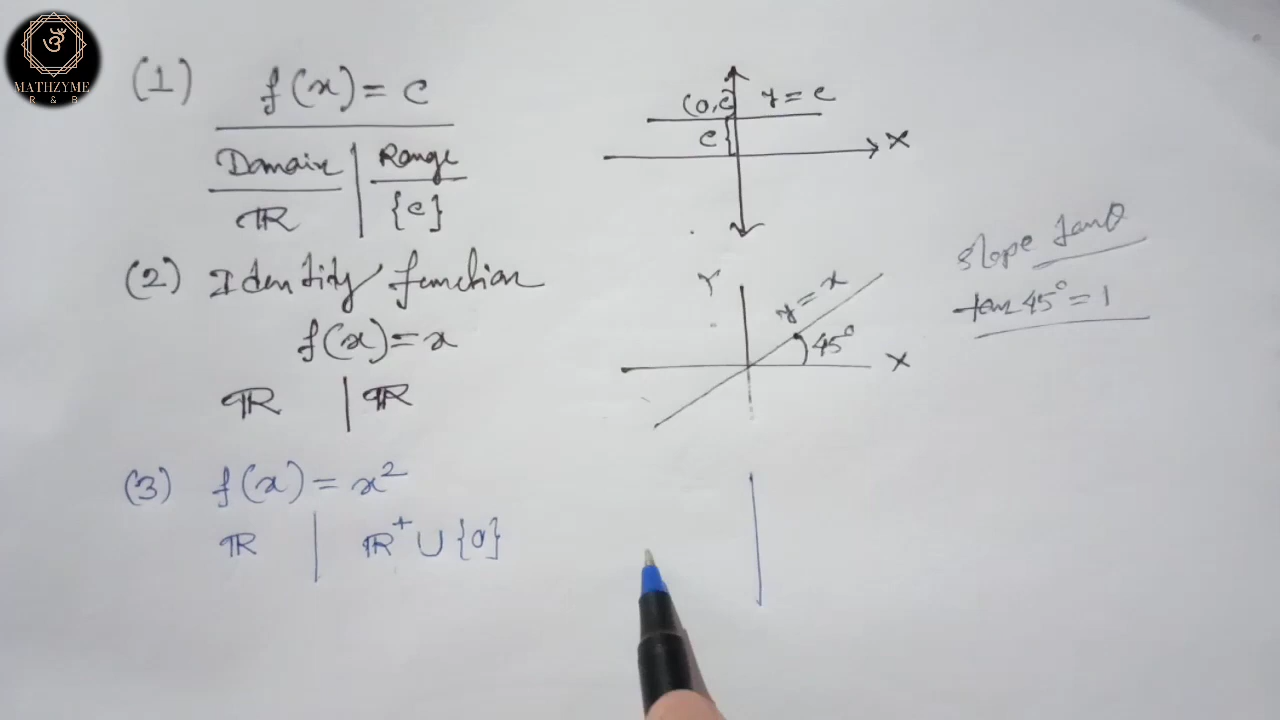 ॐ
MATHZYME
R & B
(1) f(x) = c
Domain | Range
ℝ | {c}
(0,c) y = c
c
X
(2) Identity function
f(x) = x
ℝ | ℝ
Y
y = x
45°
X
slope tanθ
tan 45° = 1
(3) f(x) = x²
ℝ | ℝ⁺ ∪ {0}